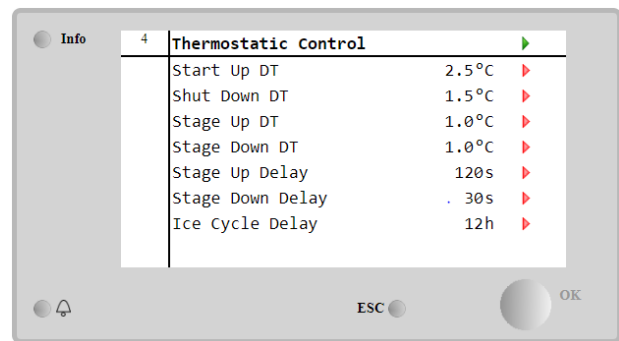 Info
4 Thermostatic Control
Start Up DT 2.5°C
Shut Down DT 1.5°C
Stage Up DT 1.0°C
Stage Down DT 1.0°C
Stage Up Delay 120s
Stage Down Delay . 30s
Ice Cycle Delay 12h
ESC
OK